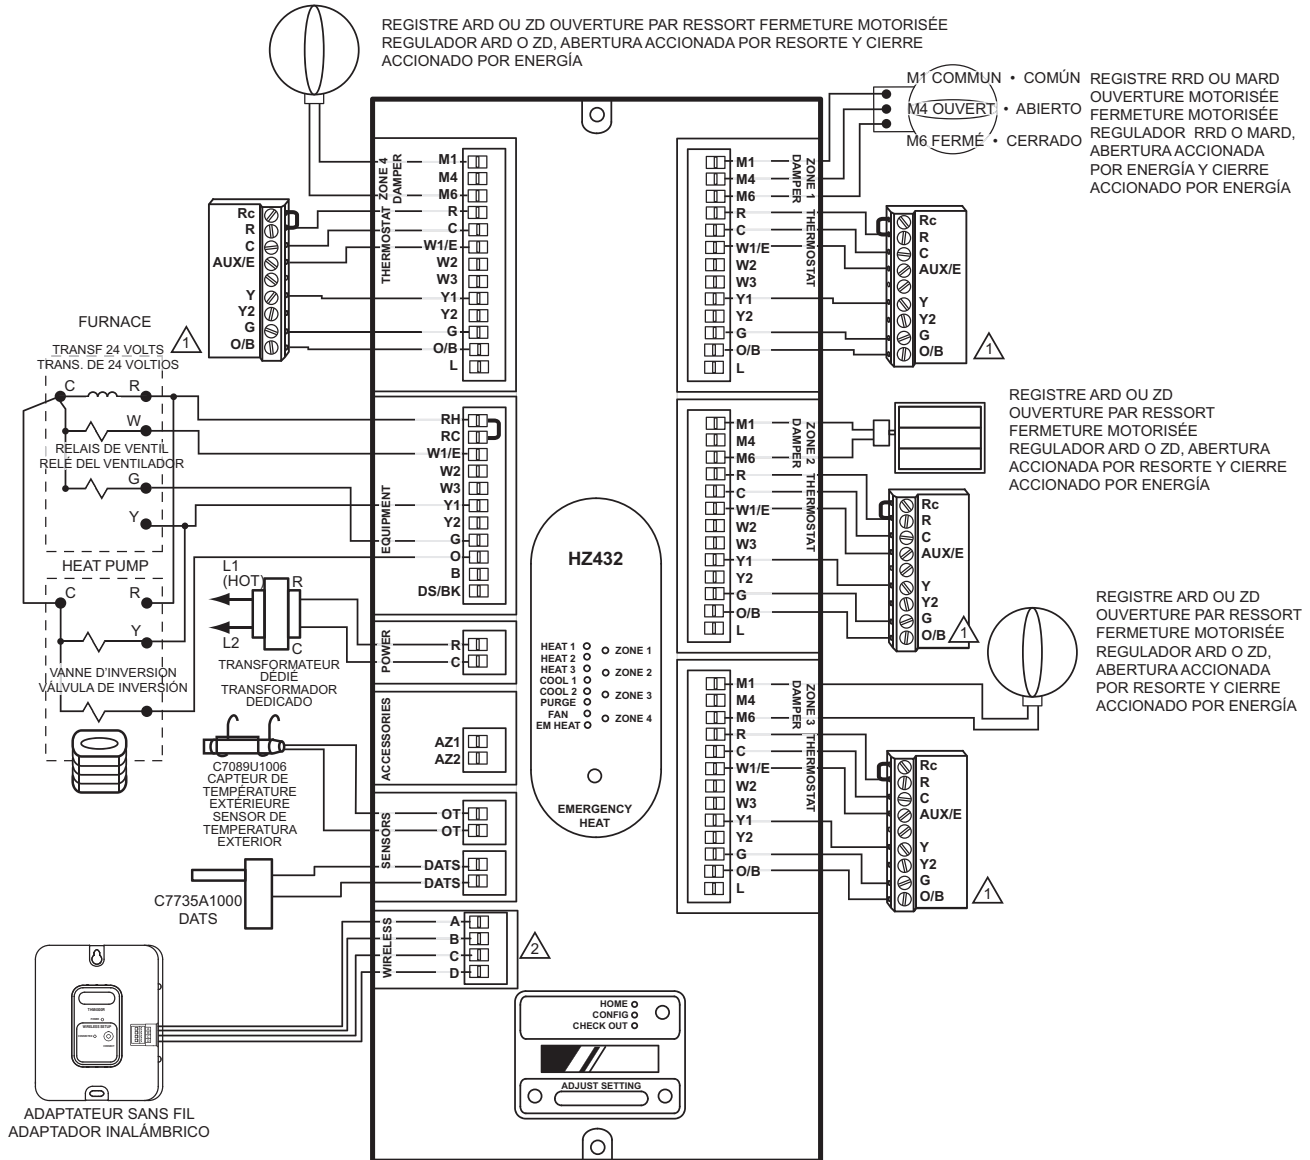 REGISTRE ARD OU ZD OUVERTURE PAR RESSORT FERMETURE MOTORISÉE
REGULADOR ARD O ZD, ABERTURA ACCIONADA POR RESORTE Y CIERRE
ACCIONADO POR ENERGÍA
M1 COMMUN • COMÚN
M4 OUVERT • ABIERTO
M6 FERMÉ • CERRADO
REGISTRE RRD OU MARD
OUVERTURE MOTORISÉE
FERMETURE MOTORISÉE
REGULADOR RRD O MARD,
ABERTURA ACCIONADA
POR ENERGÍA Y CIERRE
ACCIONADO POR ENERGÍA
ZONE 4
DAMPER
THERMOSTAT
M1
M4
M6
R
C
W1/E
W2
W3
Y1
Y2
G
O/B
L
Rc
R
C
AUX/E
Y
Y2
G
O/B
1
FURNACE
TRANSF 24 VOLTS
TRANS. DE 24 VOLTIOS
C
R
W
RELAIS DE VENTIL
RELÉ DEL VENTILADOR
G
Y
HEAT PUMP
C
R
Y
VANNE D'INVERSION
VÁLVULA DE INVERSIÓN
EQUIPMENT
RH
RC
W1/E
W2
W3
Y1
Y2
G
O
B
DS/BK
L1
(HOT)
L2
R
C
TRANSFORMATEUR
DÉDIÉ
TRANSFORMADOR
DEDICADO
POWER
R
C
ACCESSORIES
AZ1
AZ2
C7089U1006
CAPTEUR DE
TEMPÉRATURE
EXTÉRIEURE
SENSOR DE
TEMPERATURA
EXTERIOR
SENSORS
OT
OT
DATS
DATS
C7735A1000
DATS
WIRELESS
A
B
C
D
2
THM5000R
WIRELESS SETUP
ADAPTATEUR SANS FIL
ADAPTADOR INALÁMBRICO
HZ432
HEAT 1
HEAT 2
HEAT 3
COOL 1
COOL 2
PURGE
FAN
EM HEAT
ZONE 1
ZONE 2
ZONE 3
ZONE 4
EMERGENCY
HEAT
HOME
CONFIG
CHECK OUT
ADJUST SETTING
ZONE 1
DAMPER
THERMOSTAT
M1
M4
M6
R
C
W1/E
W2
W3
Y1
Y2
G
O/B
L
Rc
R
C
AUX/E
Y
Y2
G
O/B
1
REGISTRE ARD OU ZD
OUVERTURE PAR RESSORT
FERMETURE MOTORISÉE
REGULADOR ARD O ZD, ABERTURA
ACCIONADA POR RESORTE Y CIERRE
ACCIONADO POR ENERGÍA
ZONE 2
DAMPER
THERMOSTAT
M1
M4
M6
R
C
W1/E
W2
W3
Y1
Y2
G
O/B
L
Rc
R
C
AUX/E
Y
Y2
G
O/B
1
REGISTRE ARD OU ZD
OUVERTURE PAR RESSORT
FERMETURE MOTORISÉE
REGULADOR ARD O ZD,
ABERTURA ACCIONADA
POR RESORTE Y CIERRE
ACCIONADO POR ENERGÍA
ZONE 3
DAMPER
THERMOSTAT
M1
M4
M6
R
C
W1/E
W2
W3
Y1
Y2
G
O/B
L
Rc
R
C
AUX/E
Y
Y2
G
O/B
1